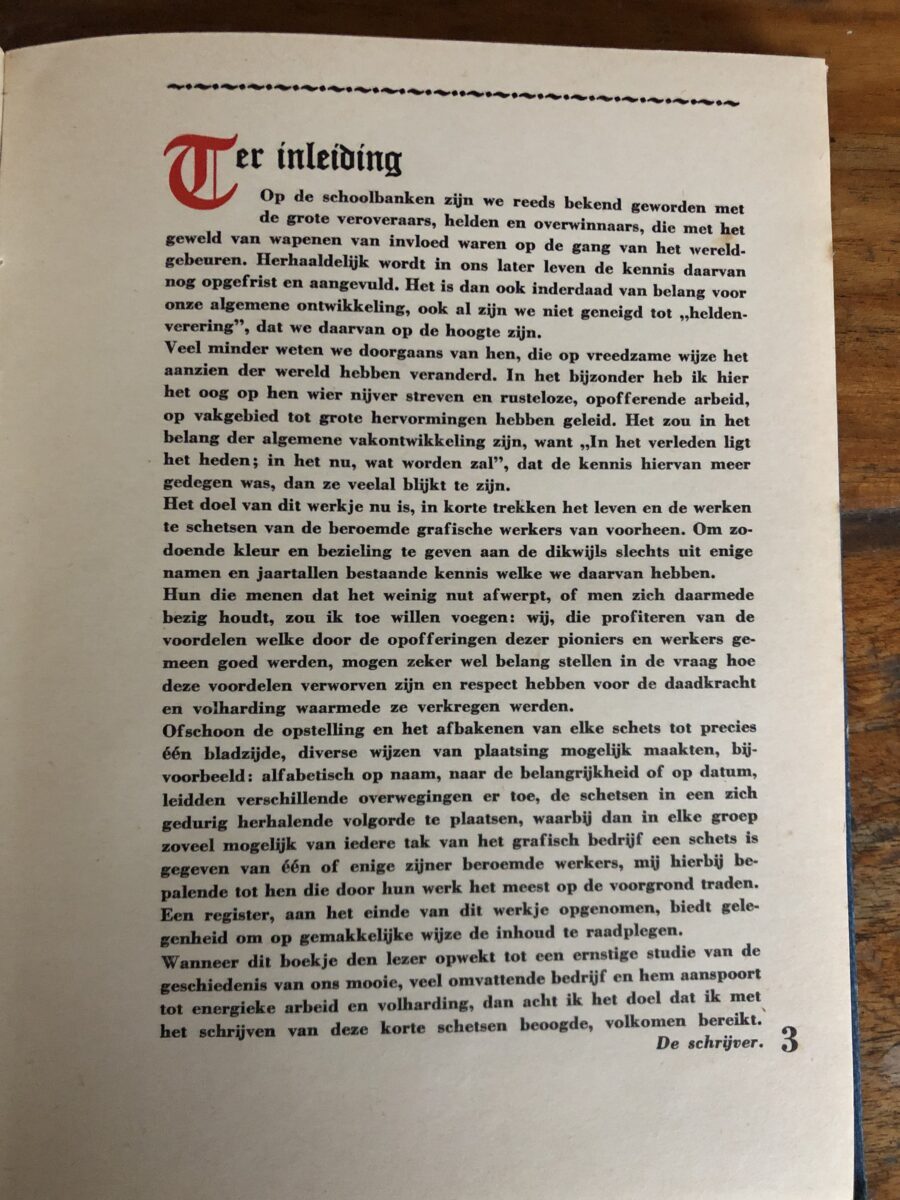 Ter inleiding
Op de schoolbanken zijn we reeds bekend geworden met
de grote veroveraars, helden en overwinnaars, die met het
geweld van wapenen van invloed waren op de gang van het wereld-
gebeuren. Herhaaldelijk wordt in ons later leven de kennis daarvan
nog opgefrist en aangevuld. Het is dan ook inderdaad van belang voor
onze algemene ontwikkeling, ook al zijn we niet geneigd tot „helden-
verering”, dat we daarvan op de hoogte zijn.
Veel minder weten we doorgaans van hen, die op vreedzame wijze het
aanzien der wereld hebben veranderd. In het bijzonder heb ik hier
het oog op hen wier nijver streven en rusteloze, opofferende arbeid,
op vakgebied tot grote hervormingen hebben geleid. Het zou in het
belang der algemene vakontwikkeling zijn, want „In het verleden ligt
het heden; in het nu, wat worden zal”, dat de kennis hiervan meer
gedegen was, dan ze veelal blijkt te zijn.
Het doel van dit werkje nu is, in korte trekken het leven en de werken
te schetsen van de beroemde grafische werkers van voorheen. Om zo-
doende kleur en bezieling te geven aan de dikwijls slechts uit enige
namen en jaartallen bestaande kennis welke we daarvan hebben.
Hun die menen dat het weinig nut afwerpt, of men zich daarmede
bezig houdt, zou ik toe willen voegen: wij, die profiteren van de
voordelen welke door de opofferingen dezer pioniers en werkers ge-
meen goed werden, mogen zeker wel belang stellen in de vraag hoe
deze voordelen verworven zijn en respect hebben voor de daadkracht
en volharding waarmede ze verkregen werden.
Ofschoon de opstelling en het afbakenen van elke schets tot precies
één bladzijde, diverse wijzen van plaatsing mogelijk maakten, bij-
voorbeeld: alfabetisch op naam, naar de belangrijkheid of op datum,
leidden verschillende overwegingen er toe, de schetsen in een zich
gedurig herhalende volgorde te plaatsen, waarbij dan in elke groep
zoveel mogelijk van iedere tak van het grafisch bedrijf een schets is
gegeven van één of enige zijner beroemde werkers, mij hierbij be-
palende tot hen die door hun werk het meest op de voorgrond traden.
Een register, aan het einde van dit werkje opgenomen, biedt gele-
genheid om op gemakkelijke wijze de inhoud te raadplegen.
Wanneer dit boekje den lezer opwekt tot een ernstige studie van de
geschiedenis van ons mooie, veel omvattende bedrijf en hem aanspoort
tot energieke arbeid en volharding, dan acht ik het doel dat ik met
het schrijven van deze korte schetsen beoogde, volkomen bereikt.
De schrijver. 3